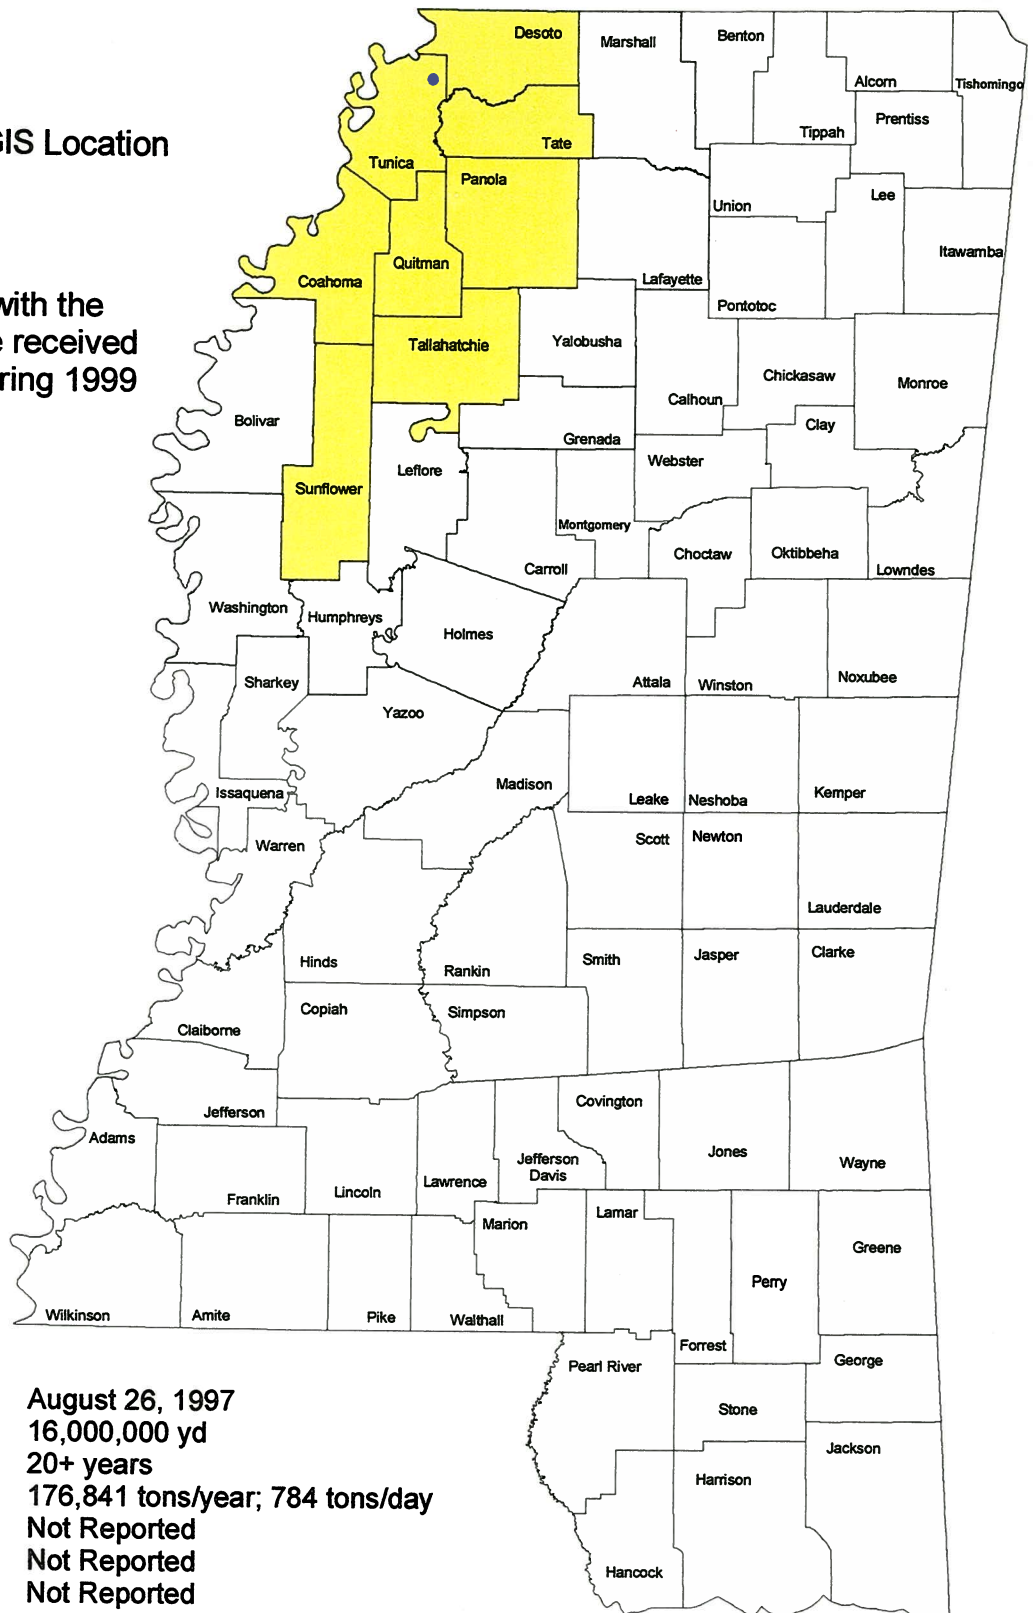 Desoto
Marshall
Benton
Alcorn
Tishomingo
Tippah
Prentiss
IS Location
Tate
Tunica
Panola
Union
Lee
Itawamba
Quitman
Coahoma
Lafayette
Pontotoc
with the
received
ring 1999
Tallahatchie
Yalobusha
Chickasaw
Monroe
Calhoun
Bolivar
Clay
Grenada
Webster
Leflore
Sunflower
Montgomery
Choctaw
Oktibbeha
Carroll
Lowndes
Washington
Humphreys
Holmes
Sharkey
Attala
Winston
Noxubee
Yazoo
Madison
Issaquena
Leake
Neshoba
Kemper
Warren
Scott
Newton
Lauderdale
Hinds
Rankin
Smith
Jasper
Clarke
Copiah
Simpson
Claiborne
Jefferson
Covington
Adams
Jones
Wayne
Jefferson
Davis
Franklin
Lincoln
Lawrence
Marion
Lamar
Greene
Perry
Wilkinson
Amite
Pike
Walthall
Forrest
Pearl River
George
Stone
Jackson
Harrison
Hancock
August 26, 1997
16,000,000 yd
20+ years
176,841 tons/year; 784 tons/day
Not Reported
Not Reported
Not Reported